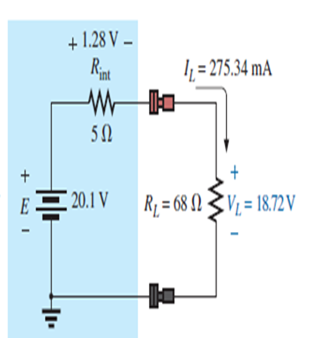 + 1.28 V –
R_int
I_L = 275.34 mA
5 Ω
+
E
–
20.1 V
R_L = 68 Ω
+
V_L = 18.72 V
–